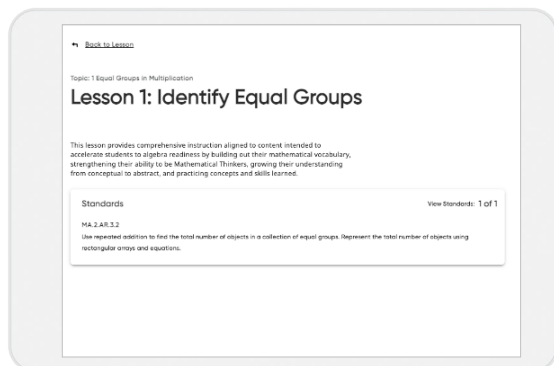 Back to Lesson
Topic: 1 Equal Groups in Multiplication
Lesson 1: Identify Equal Groups
This lesson provides comprehensive instruction aligned to content intended to
accelerate students to algebra readiness by building out their mathematical vocabulary,
strengthening their ability to be Mathematical Thinkers, growing their understanding
from conceptual to abstract, and practicing concepts and skills learned.
Standards View Standards: 1 of 1
MA.2.AR.3.2
Use repeated addition to find the total number of objects in a collection of equal groups. Represent the total number of objects using
rectangular arrays and equations.